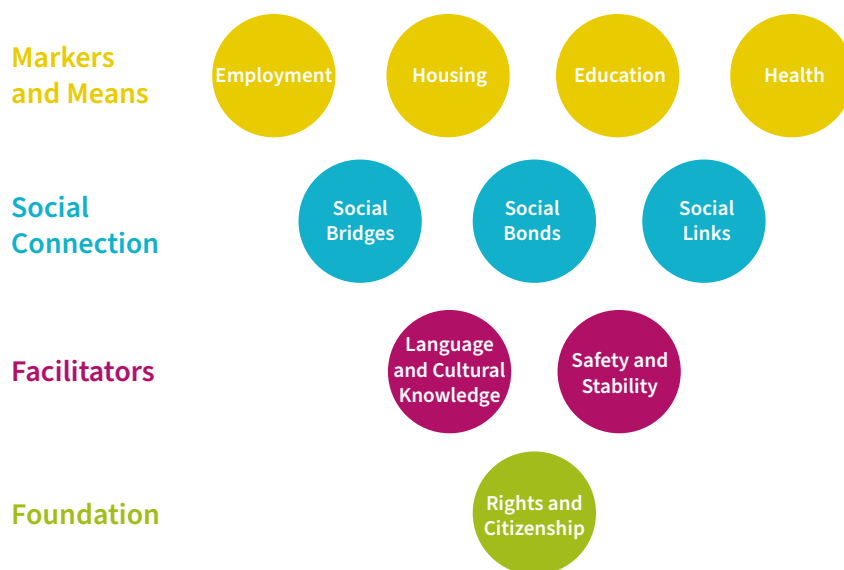 Markers
and Means
Employment
Housing
Education
Health
Social
Connection
Social
Bridges
Social
Bonds
Social
Links
Facilitators
Language
and Cultural
Knowledge
Safety and
Stability
Foundation
Rights and
Citizenship